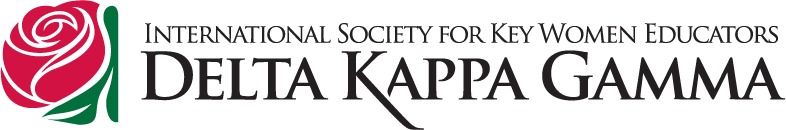 International Society for Key Women Educators
Delta Kappa Gamma